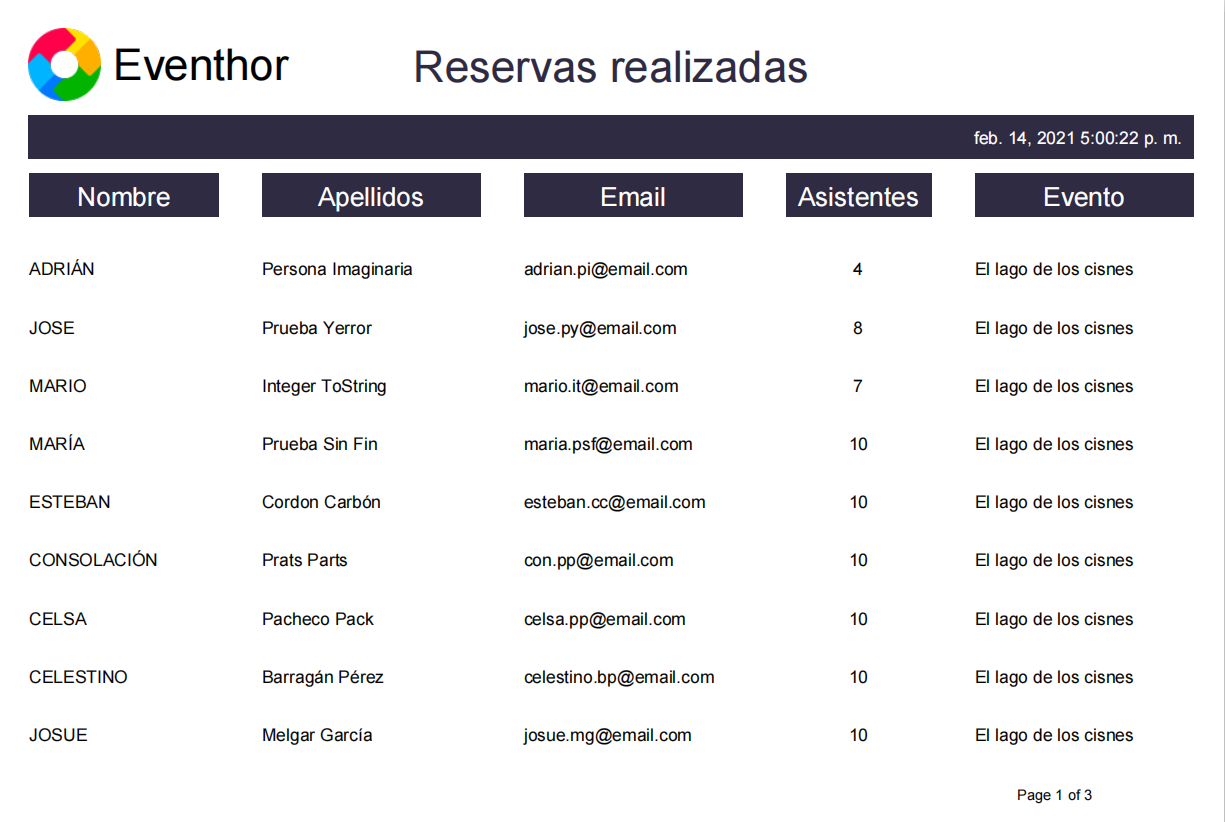 Eventhor Reservas realizadas
feb. 14, 2021 5:00:22 p. m.
Nombre Apellidos Email Asistentes Evento
ADRIÁN Persona Imaginaria adrian.pi@email.com 4 El lago de los cisnes
JOSE Prueba Yerror jose.py@email.com 8 El lago de los cisnes
MARIO Integer ToString mario.it@email.com 7 El lago de los cisnes
MARÍA Prueba Sin Fin maria.psf@email.com 10 El lago de los cisnes
ESTEBAN Cordon Carbón esteban.cc@email.com 10 El lago de los cisnes
CONSOLACIÓN Prats Parts con.pp@email.com 10 El lago de los cisnes
CELSA Pacheco Pack celsa.pp@email.com 10 El lago de los cisnes
CELESTINO Barragán Pérez celestino.bp@email.com 10 El lago de los cisnes
JOSUE Melgar García josue.mg@email.com 10 El lago de los cisnes
Page 1 of 3